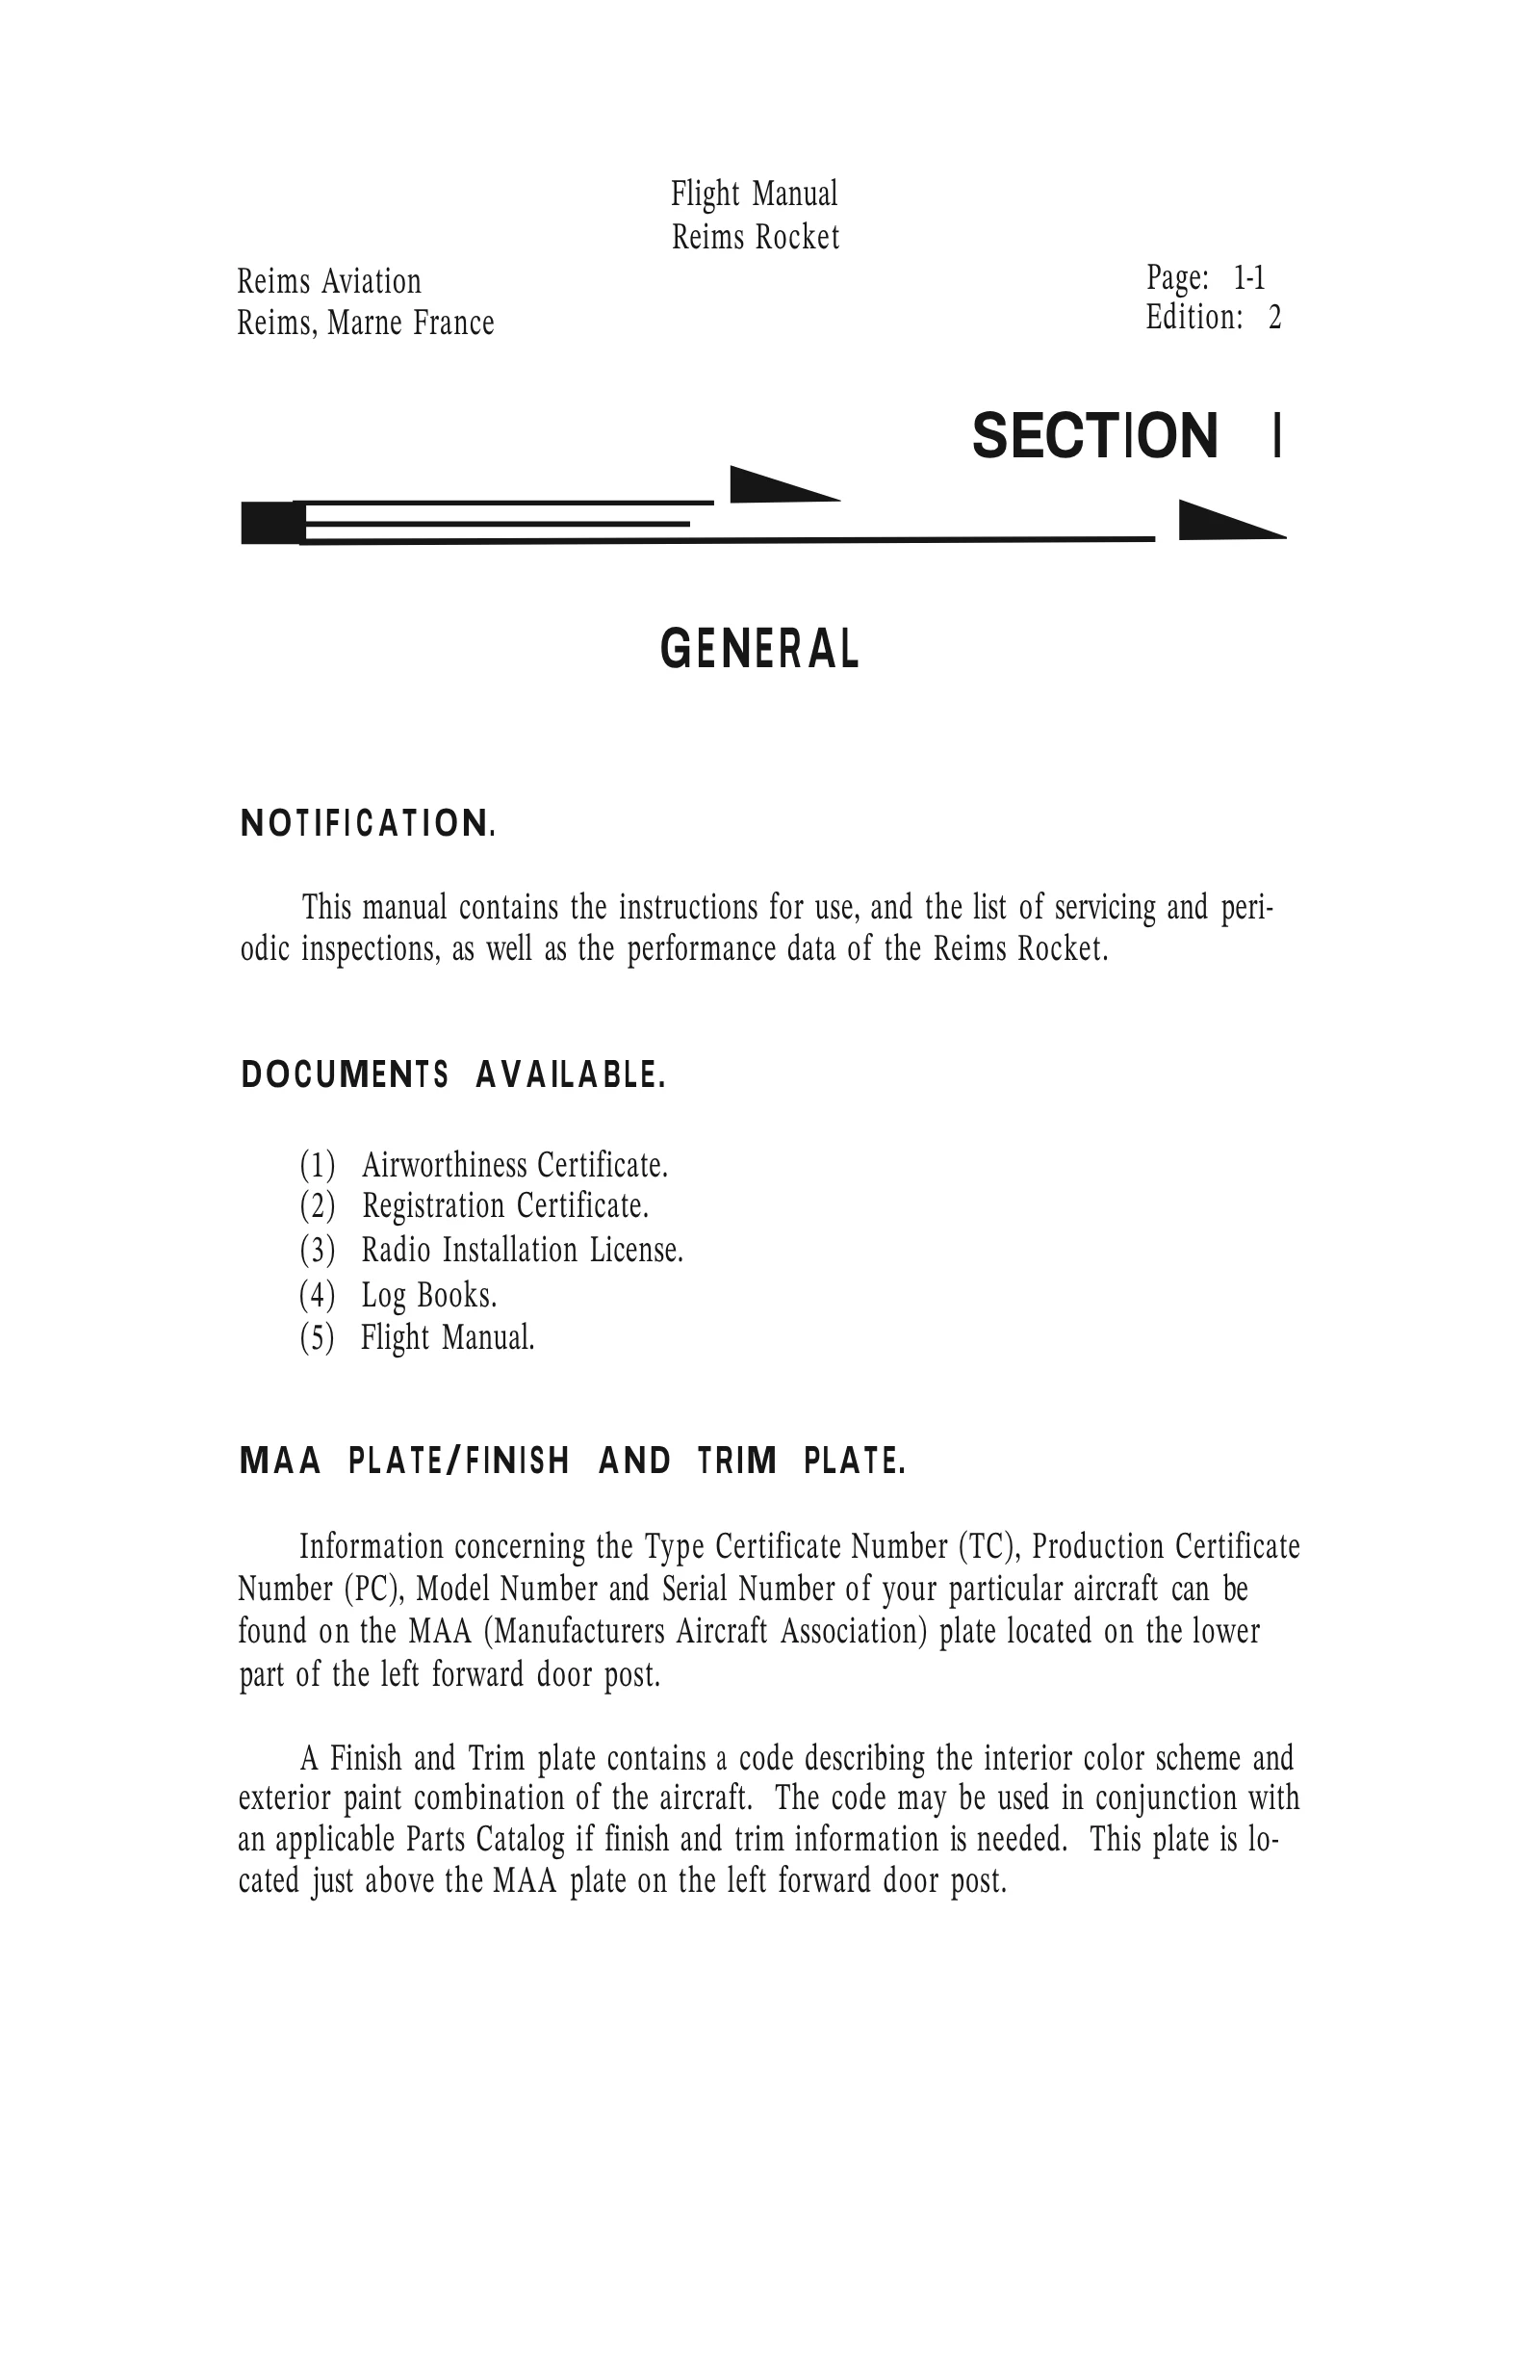 Flight Manual
Reims Rocket
Reims Aviation
Reims, Marne France
Page: 1-1
Edition: 2
SECTION I
GENERAL
NOTIFICATION.
This manual contains the instructions for use, and the list of servicing and peri-
odic inspections, as well as the performance data of the Reims Rocket.
DOCUMENTS AVAILABLE.
(1) Airworthiness Certificate.
(2) Registration Certificate.
(3) Radio Installation License.
(4) Log Books.
(5) Flight Manual.
MAA PLATE/FINISH AND TRIM PLATE.
Information concerning the Type Certificate Number (TC), Production Certificate
Number (PC), Model Number and Serial Number of your particular aircraft can be
found on the MAA (Manufacturers Aircraft Association) plate located on the lower
part of the left forward door post.
A Finish and Trim plate contains a code describing the interior color scheme and
exterior paint combination of the aircraft. The code may be used in conjunction with
an applicable Parts Catalog if finish and trim information is needed. This plate is lo-
cated just above the MAA plate on the left forward door post.